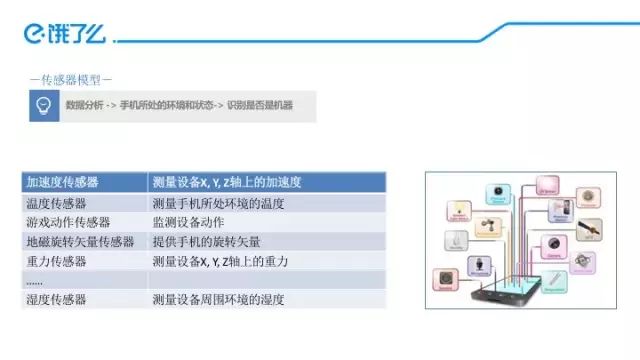 e.饿了么
—传感器模型—
数据分析 -> 手机所处的环境和状态-> 识别是否是机器
加速度传感器 测量设备X, Y, Z轴上的加速度
温度传感器 测量手机所处环境的温度
游戏动作传感器 监测设备动作
地磁旋转矢量传感器 提供手机的旋转矢量
重力传感器 测量设备X, Y, Z轴上的重力
......
湿度传感器 测量设备周围环境的湿度